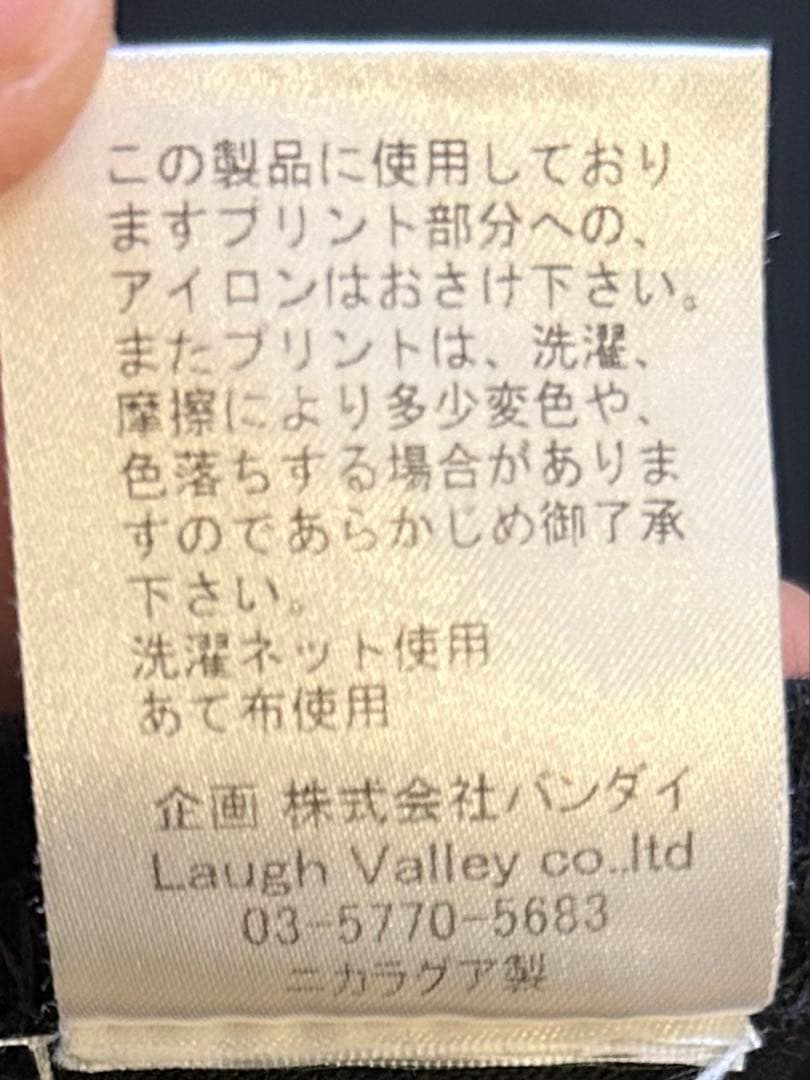 この製品に使用しており
ますプリント部分への、
アイロンはおさけ下さい。
またプリントは、洗濯、
摩擦により多少変色や、
色落ちする場合がありま
すのであらかじめ御了承
下さい。
洗濯ネット使用
あて布使用
企画 株式会社バンダイ
Laugh Valley co..ltd
03-5770-5683
ニカラグア製